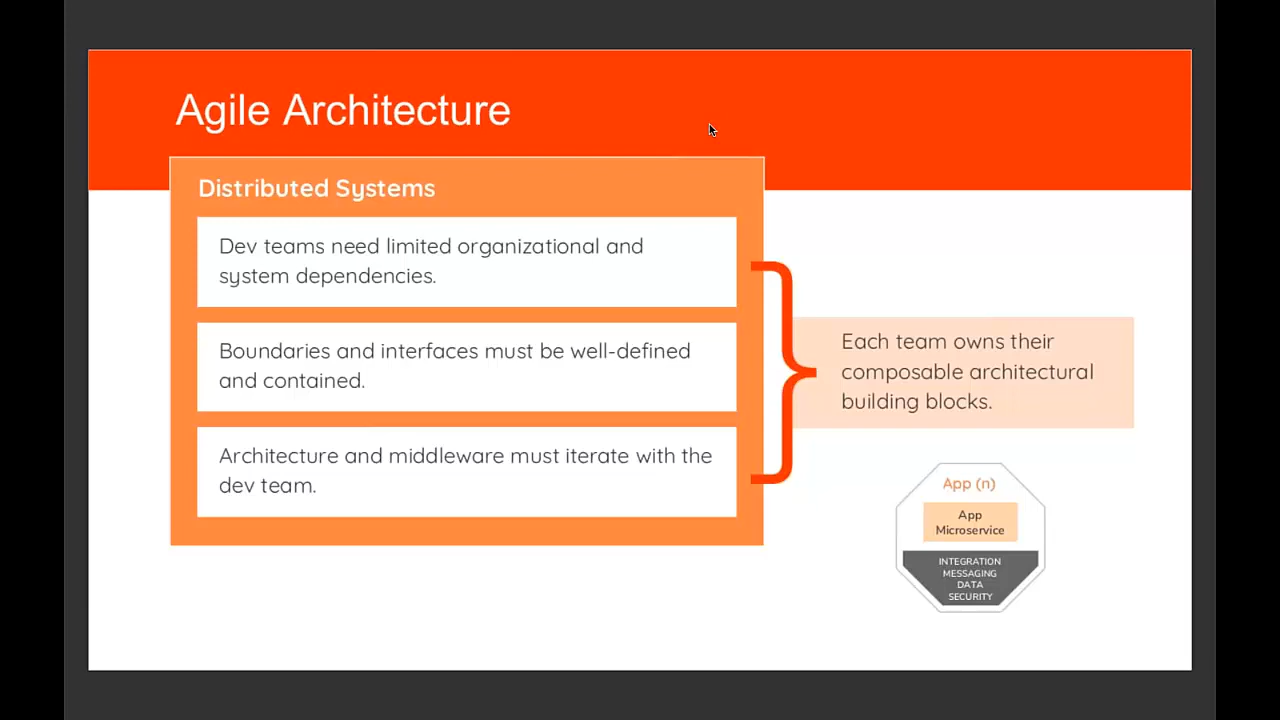 Agile Architecture
Distributed Systems
Dev teams need limited organizational and
system dependencies.
Boundaries and interfaces must be well-defined
and contained.
Architecture and middleware must iterate with the
dev team.
Each team owns their
composable architectural
building blocks.
App (n)
App
Microservice
INTEGRATION
MESSAGING
DATA
SECURITY